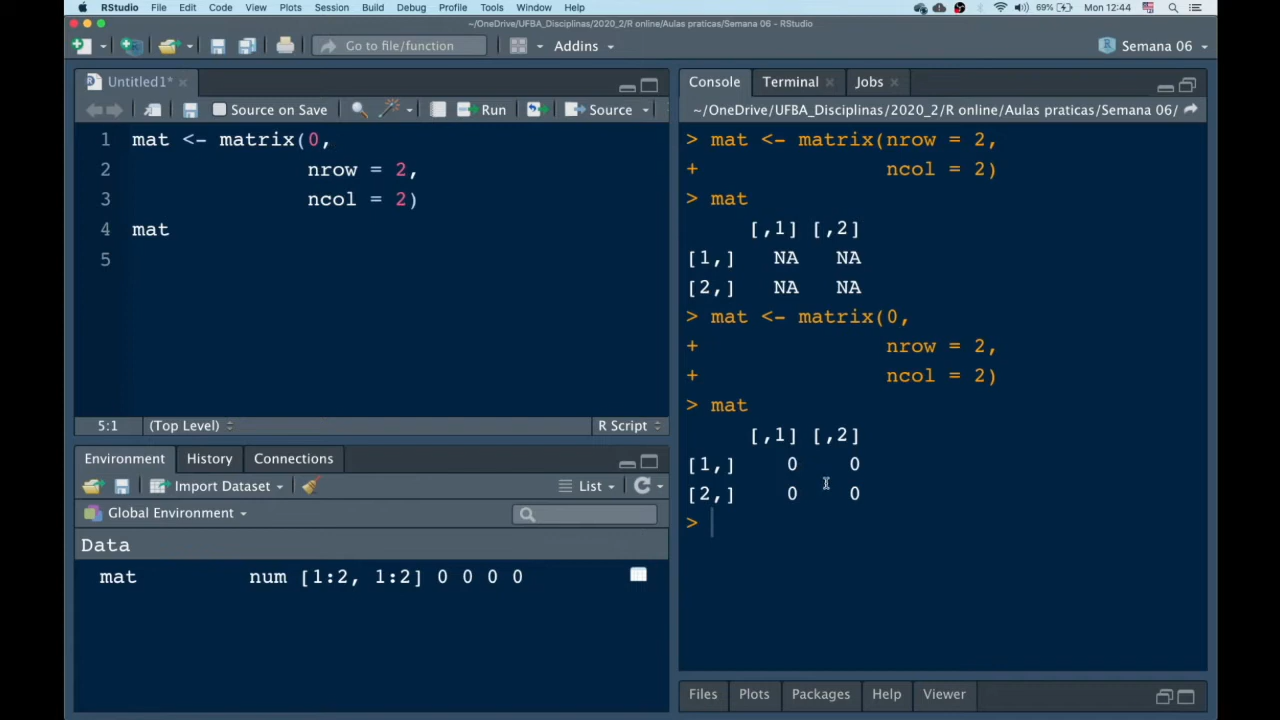 RStudio File Edit Code View Plots Session Build Debug Profile Tools Window Help 69% Mon 12:44
~/OneDrive/UFBA_Disciplinas/2020_2/R online/Aulas praticas/Semana 06 - RStudio
Go to file/function Addins Semana 06
Untitled1*
Source on Save Run Source
1 mat <- matrix(0,
2 nrow = 2,
3 ncol = 2)
4 mat
5
5:1 (Top Level) R Script
Environment History Connections
Import Dataset List
Global Environment
Data
mat num [1:2, 1:2] 0 0 0 0
Console Terminal Jobs
~/OneDrive/UFBA_Disciplinas/2020_2/R online/Aulas praticas/Semana 06/
> mat <- matrix(nrow = 2,
+ ncol = 2)
> mat
[,1] [,2]
[1,] NA NA
[2,] NA NA
> mat <- matrix(0,
+ nrow = 2,
+ ncol = 2)
> mat
[,1] [,2]
[1,] 0 0
[2,] 0 0
>
Files Plots Packages Help Viewer